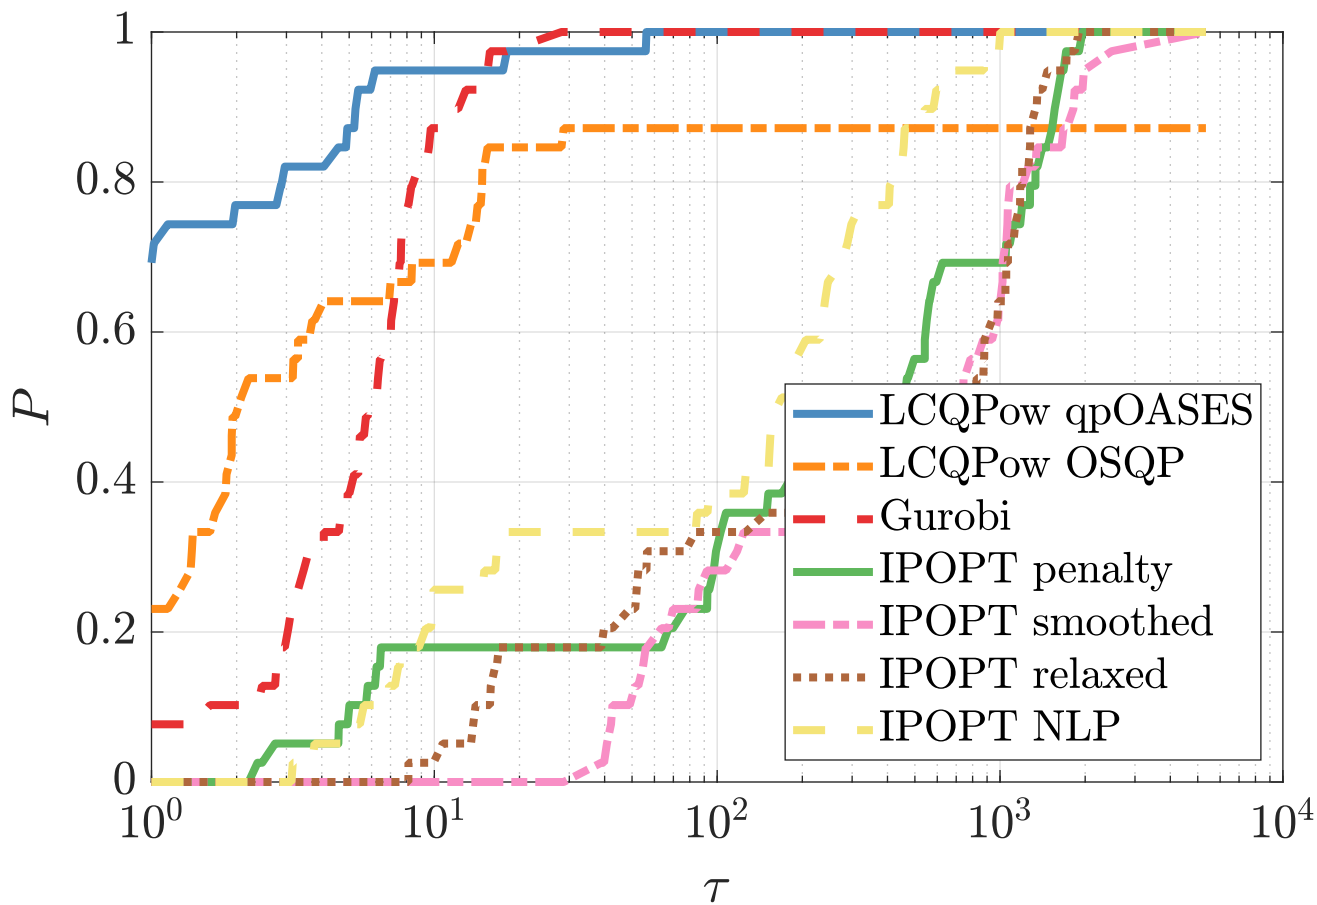 1
0.8
0.6
0.4
0.2
0
P
10^0
10^1
10^2
10^3
10^4
τ
LCQPow qpOASES
LCQPow OSQP
Gurobi
IPOPT penalty
IPOPT smoothed
IPOPT relaxed
IPOPT NLP